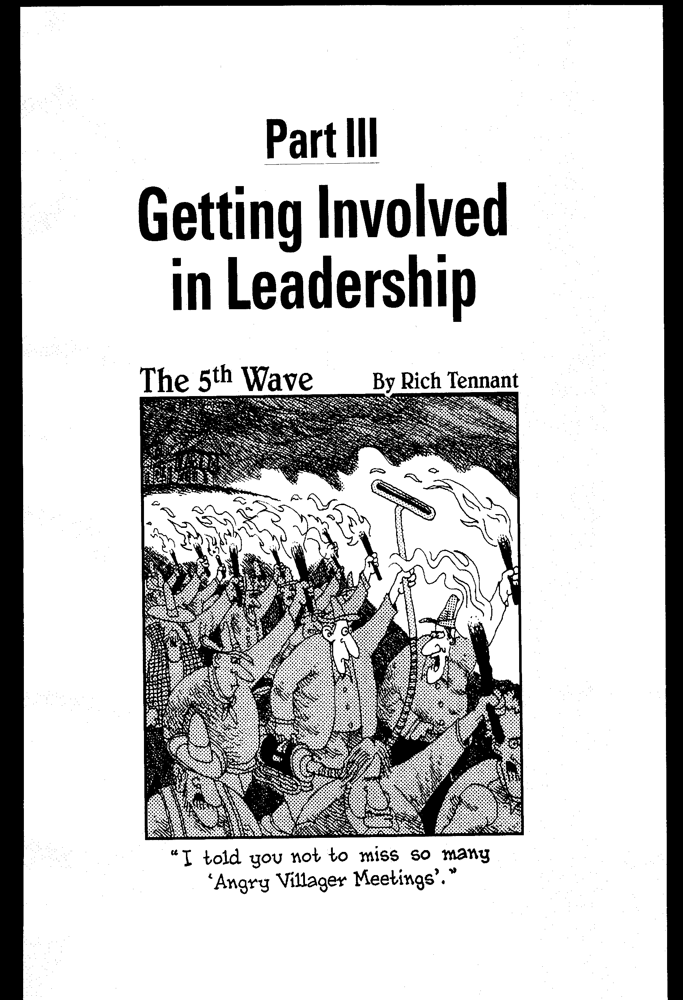 Part III
Getting Involved
in Leadership
The 5th Wave By Rich Tennant
“I told you not to miss so many
‘Angry Villager Meetings’.”